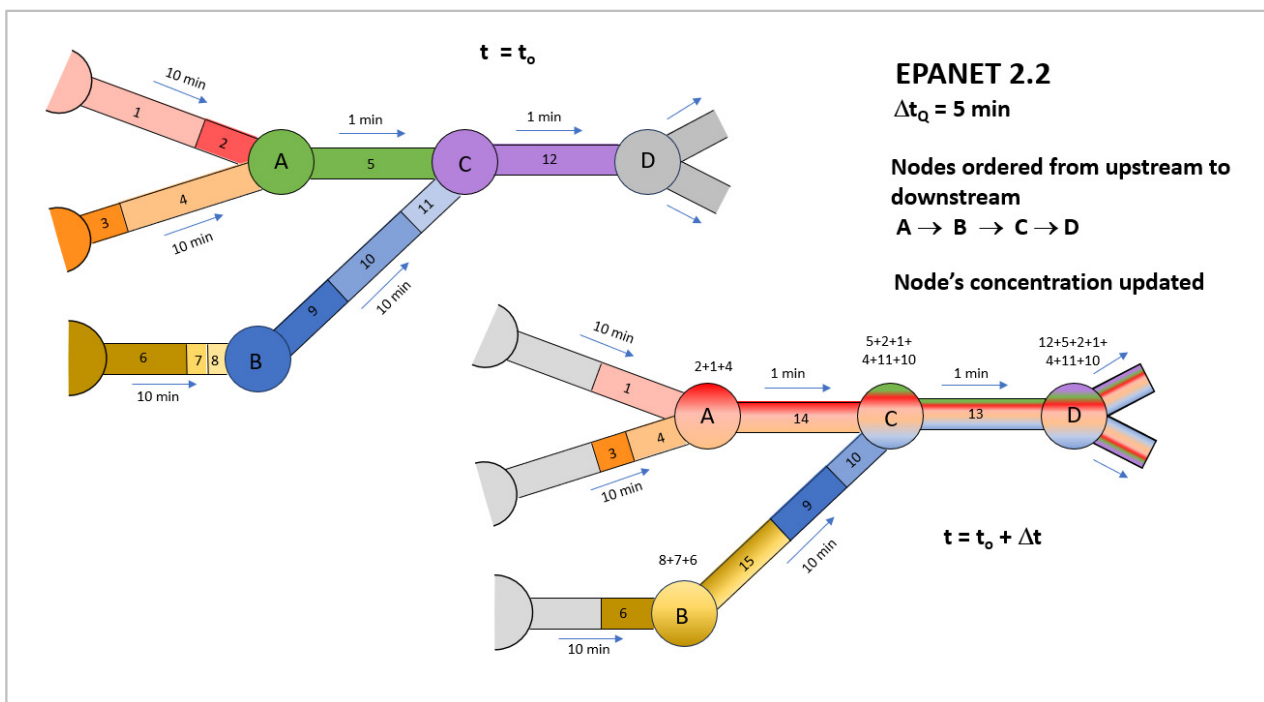 t = tₒ
10 min
1
2
A
1 min
5
C
1 min
12
D
3
4
10 min
11
10
9
10 min
6
7
8
B
10 min
EPANET 2.2
Δt_Q = 5 min
Nodes ordered from upstream to
downstream
A → B → C → D
Node’s concentration updated
10 min
1
2+1+4
A
1 min
14
5+2+1+
4+11+10
C
1 min
13
12+5+2+1+
4+11+10
D
3
4
10 min
10
9
15
10 min
8+7+6
6
B
10 min
t = tₒ + Δt